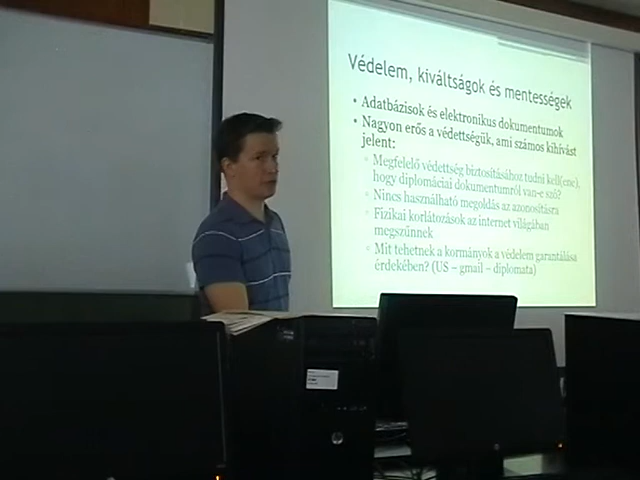 Védelem, kiváltságok és mentességek
• Adatbázisok és elektronikus dokumentumok
• Nagyon erős a védettségük, ami számos kihívást
jelent:
▫ Megfelelő védettség biztosításához tudni kell(ene),
hogy diplomáciai dokumentumról van-e szó?
▫ Nincs használható megoldás az azonosításra
▫ Fizikai korlátozások az internet világában
megszűnnek
▫ Mit tehetnek a kormányok a védelem garantálása
érdekében? (US – gmail – diplomata)